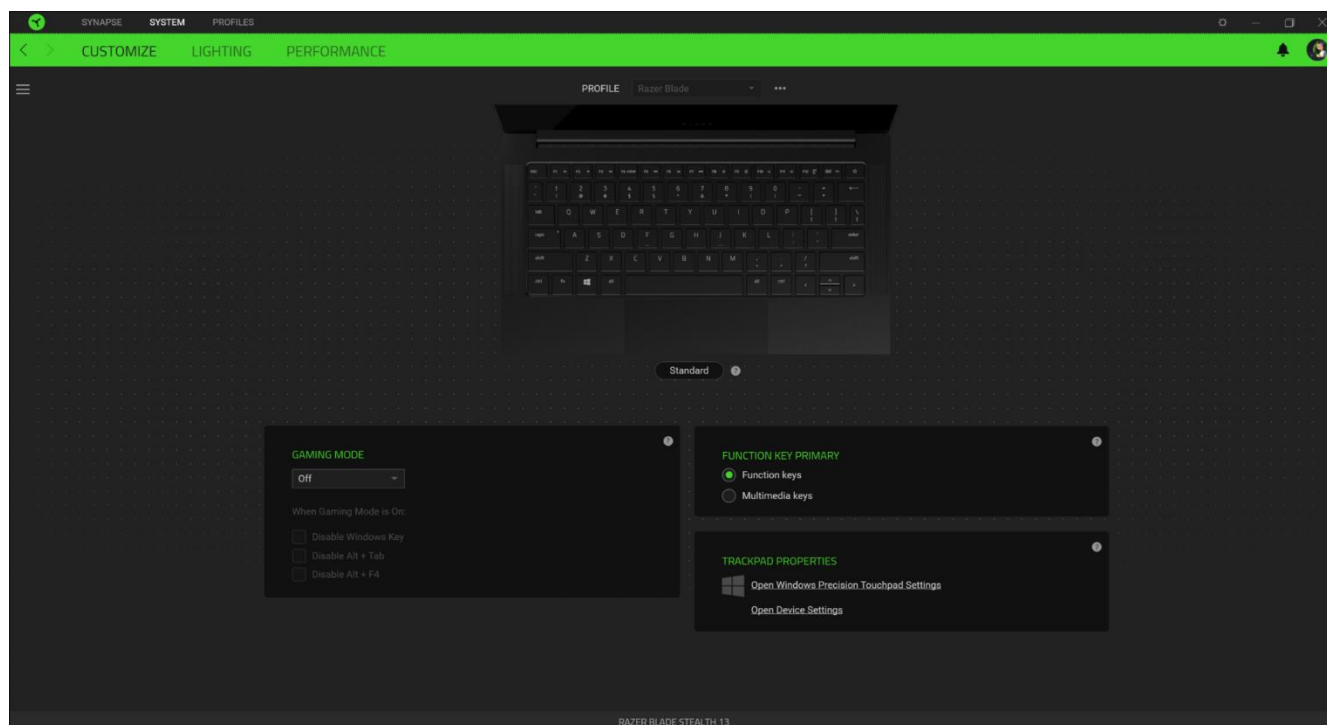 SYNAPSE SYSTEM PROFILES
CUSTOMIZE LIGHTING PERFORMANCE
PROFILE Razer Blade
Q W E R T Y U I O P
A S D F G H J K L
Z X C V B N M
Standard
GAMING MODE
Off
When Gaming Mode is On:
Disable Windows Key
Disable Alt + Tab
Disable Alt + F4
FUNCTION KEY PRIMARY
Function keys
Multimedia keys
TRACKPAD PROPERTIES
Open Windows Precision Touchpad Settings
Open Device Settings
RAZER BLADE STEALTH 13